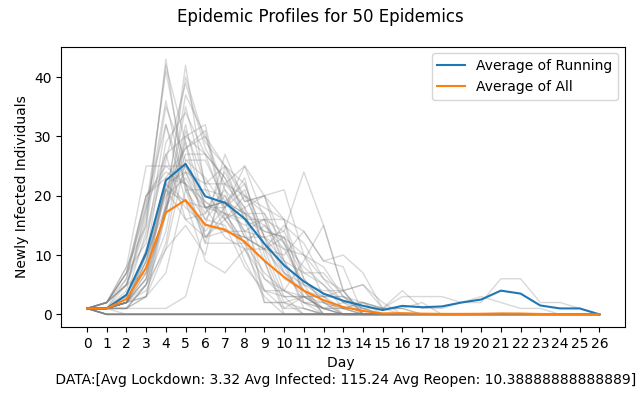 Epidemic Profiles for 50 Epidemics
Average of Running
Average of All
Newly Infected Individuals
40
30
20
10
0
0 1 2 3 4 5 6 7 8 9 10 11 12 13 14 15 16 17 18 19 20 21 22 23 24 25 26
Day
DATA:[Avg Lockdown: 3.32 Avg Infected: 115.24 Avg Reopen: 10.38888888888889]